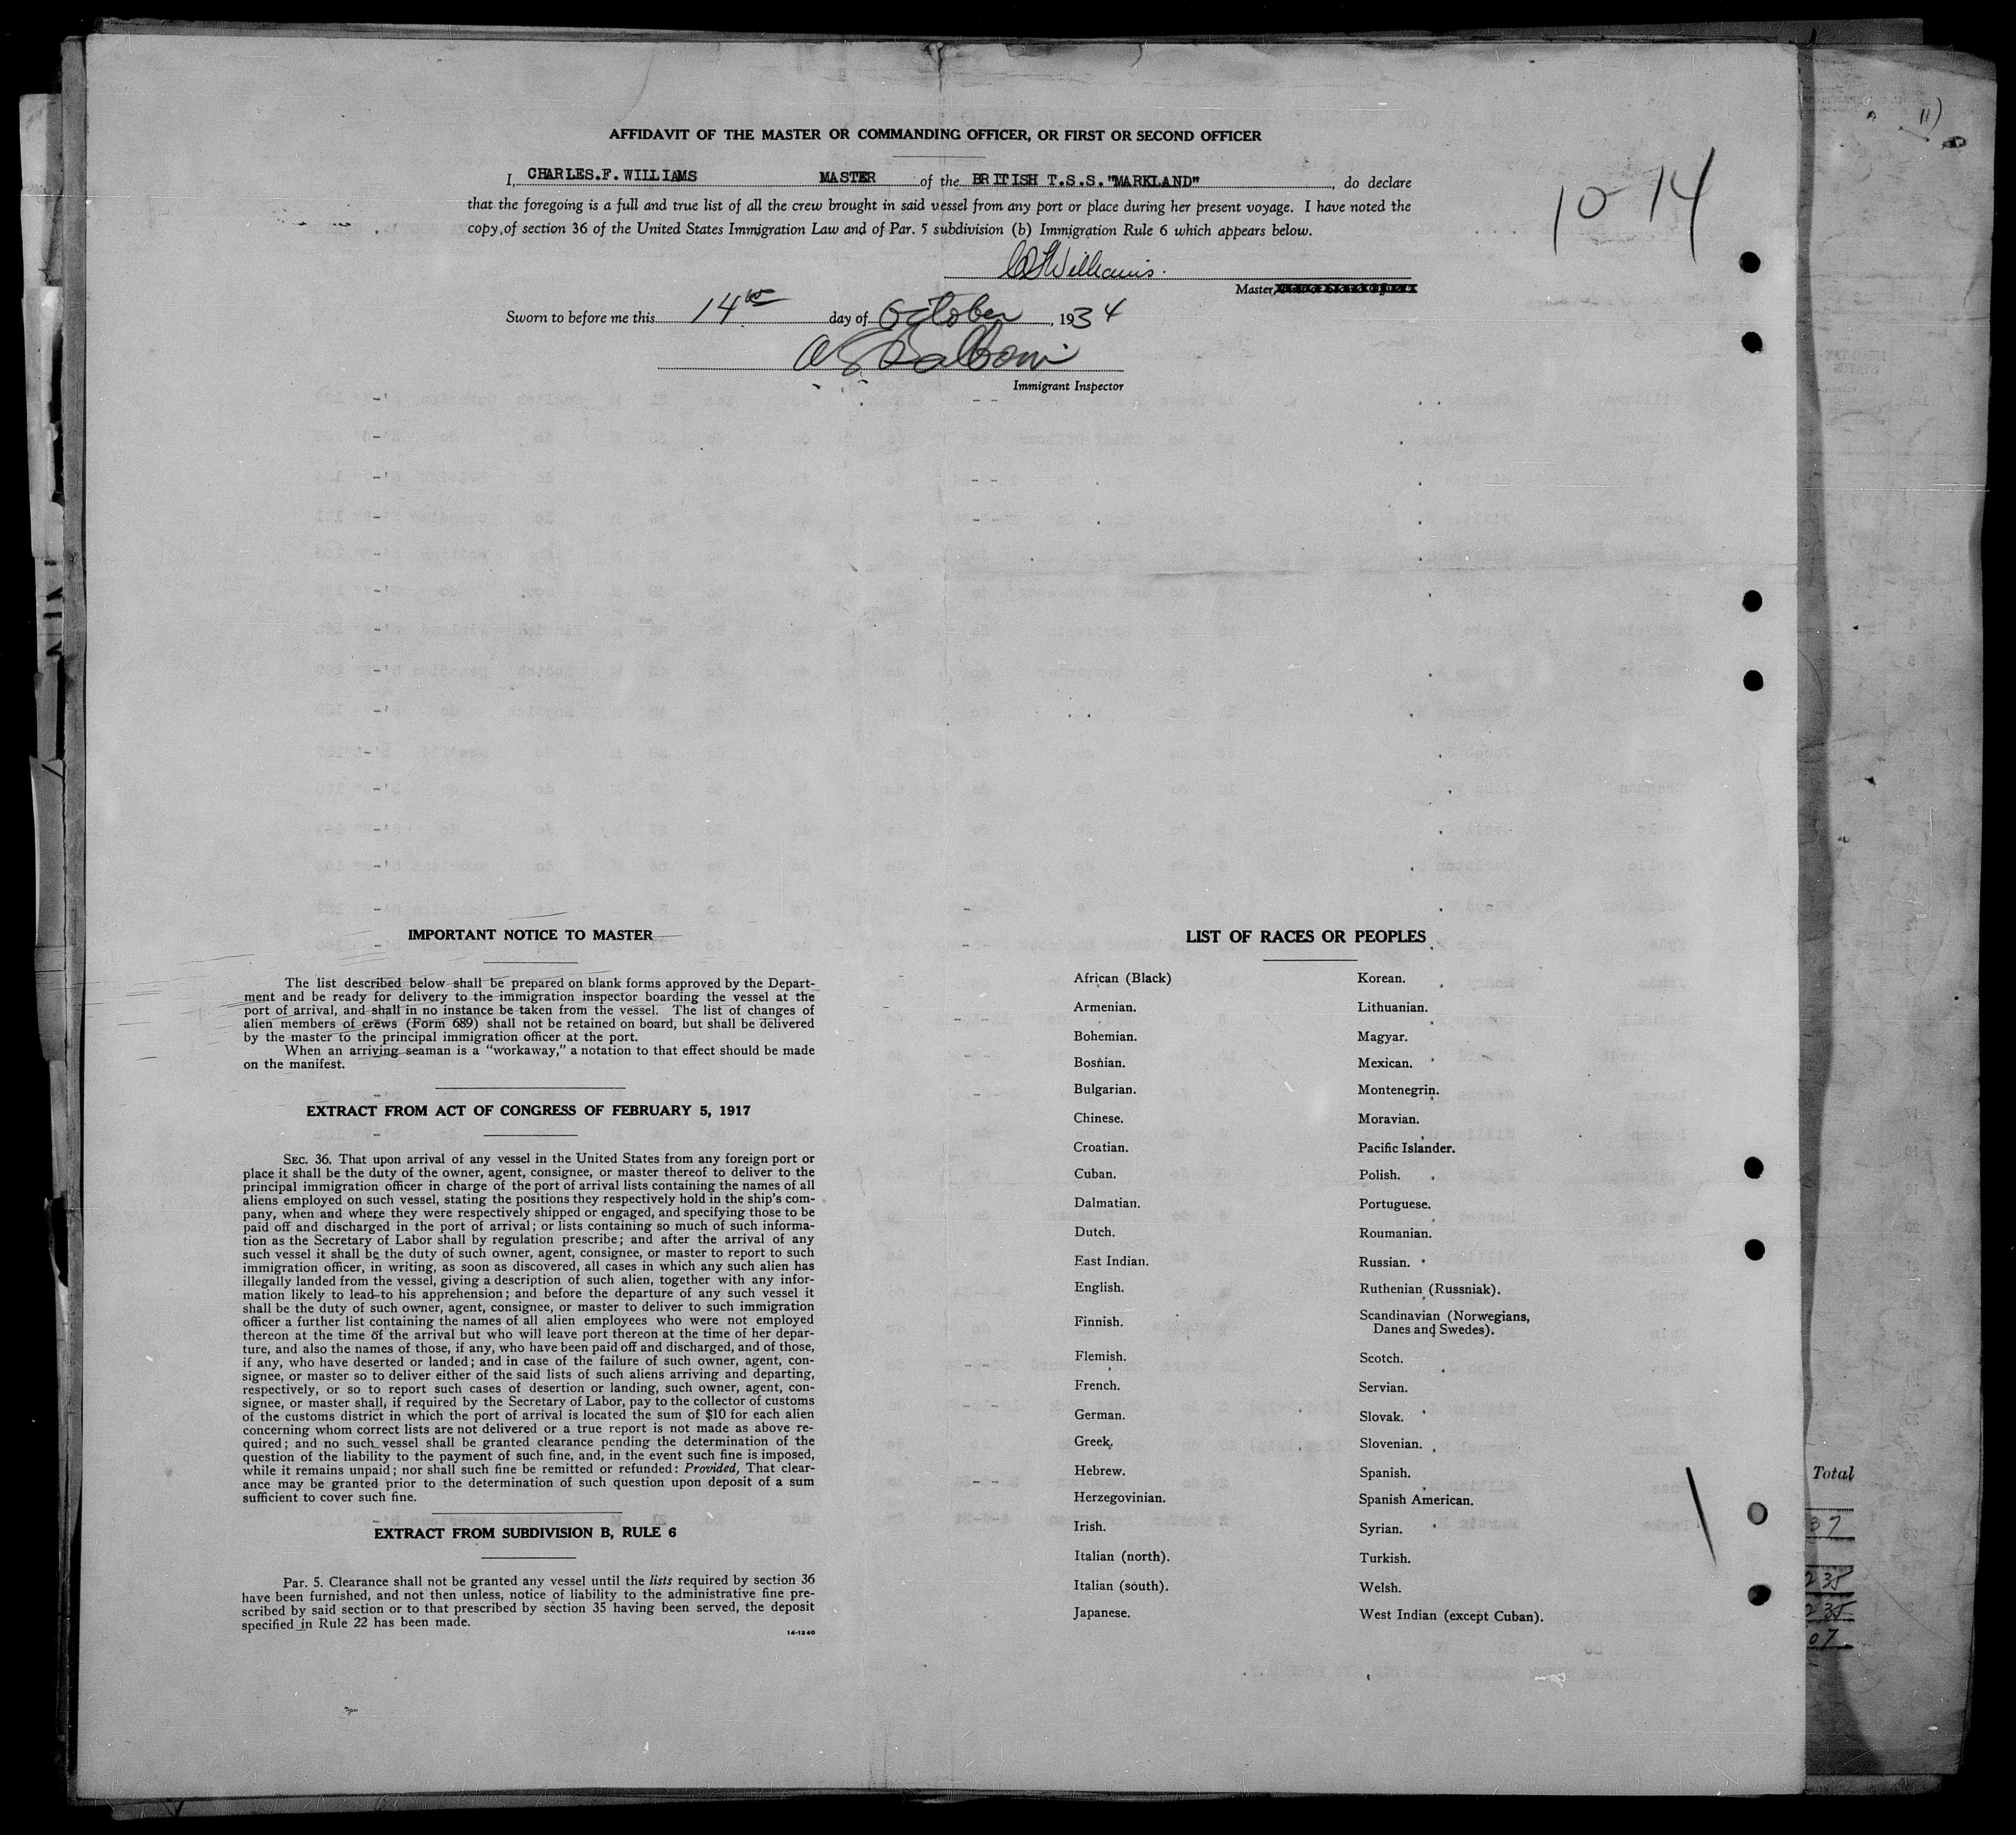 AFFIDAVIT OF THE MASTER OR COMMANDING OFFICER, OR FIRST OR SECOND OFFICER
I, CHARLES.F.WILLIAMS MASTER of the BRITISH T.S.S."MARKLAND", do declare
that the foregoing is a full and true list of all the crew brought in said vessel from any port or place during her present voyage. I have noted the
copy of section 36 of the United States Immigration Law and of Par. 5 subdivision (b) Immigration Rule 6 which appears below.
10-14
CFWilliams.
Master,
Sworn to before me this 14th day of October, 1934
Immigrant Inspector
IMPORTANT NOTICE TO MASTER
The list described below shall be prepared on blank forms approved by the Depart-
ment and be ready for delivery to the immigration inspector boarding the vessel at the
port of arrival, and shall in no instance be taken from the vessel. The list of changes of
alien members of crews (Form 689) shall not be retained on board, but shall be delivered
by the master to the principal immigration officer at the port.
When an arriving seaman is a "workaway," a notation to that effect should be made
on the manifest.
EXTRACT FROM ACT OF CONGRESS OF FEBRUARY 5, 1917
SEC. 36. That upon arrival of any vessel in the United States from any foreign port or
place it shall be the duty of the owner, agent, consignee, or master thereof to deliver to the
principal immigration officer in charge of the port of arrival lists containing the names of all
aliens employed on such vessel, stating the positions they respectively hold in the ship's com-
pany, when and where they were respectively shipped or engaged, and specifying those to be
paid off and discharged in the port of arrival; or lists containing so much of such informa-
tion as the Secretary of Labor shall by regulation prescribe; and after the arrival of any
such vessel it shall be the duty of such owner, agent, consignee, or master to report to such
immigration officer, in writing, as soon as discovered, all cases in which any such alien has
illegally landed from the vessel, giving a description of such alien, together with any infor-
mation likely to lead to his apprehension; and before the departure of any such vessel it
shall be the duty of such owner, agent, consignee, or master to deliver to such immigration
officer a further list containing the names of all alien employees who were not employed
thereon at the time of the arrival but who will leave port thereon at the time of her depar-
ture, and also the names of those, if any, who have been paid off and discharged, and of those,
if any, who have deserted or landed; and in case of the failure of such owner, agent, con-
signee, or master so to deliver either of the said lists of such aliens arriving and departing,
respectively, or so to report such cases of desertion or landing, such owner, agent, con-
signee, or master shall, if required by the Secretary of Labor, pay to the collector of customs
of the customs district in which the port of arrival is located the sum of $10 for each alien
concerning whom correct lists are not delivered or a true report is not made as above re-
quired; and no such vessel shall be granted clearance pending the determination of the
question of the liability to the payment of such fine, and, in the event such fine is imposed,
while it remains unpaid; nor shall such fine be remitted or refunded: Provided, That clear-
ance may be granted prior to the determination of such question upon deposit of a sum
sufficient to cover such fine.
EXTRACT FROM SUBDIVISION B, RULE 6
Par. 5. Clearance shall not be granted any vessel until the lists required by section 36
have been furnished, and not then unless, notice of liability to the administrative fine pre-
scribed by said section or to that prescribed by section 35 having been served, the deposit
specified in Rule 22 has been made.
14-1240
LIST OF RACES OR PEOPLES
African (Black)
Armenian.
Bohemian.
Bosnian.
Bulgarian.
Chinese.
Croatian.
Cuban.
Dalmatian.
Dutch.
East Indian.
English.
Finnish.
Flemish.
French.
German.
Greek.
Hebrew.
Herzegovinian.
Irish.
Italian (north).
Italian (south).
Japanese.
Korean.
Lithuanian.
Magyar.
Mexican.
Montenegrin.
Moravian.
Pacific Islander.
Polish.
Portuguese.
Roumanian.
Russian.
Ruthenian (Russniak).
Scandinavian (Norwegians,
Danes and Swedes).
Scotch.
Servian.
Slovak.
Slovenian.
Spanish.
Spanish American.
Syrian.
Turkish.
Welsh.
West Indian (except Cuban).
Total
37
235
235
07